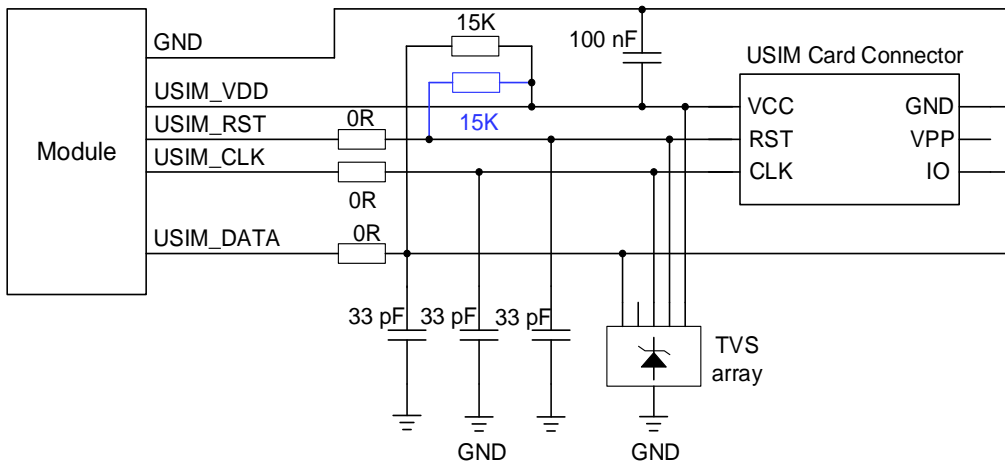 15K
GND
100 nF
USIM Card Connector
USIM_VDD
VCC
GND
15K
USIM_RST
0R
RST
VPP
Module
USIM_CLK
CLK
IO
0R
USIM_DATA
0R
33 pF
33 pF
33 pF
TVS
array
GND
GND